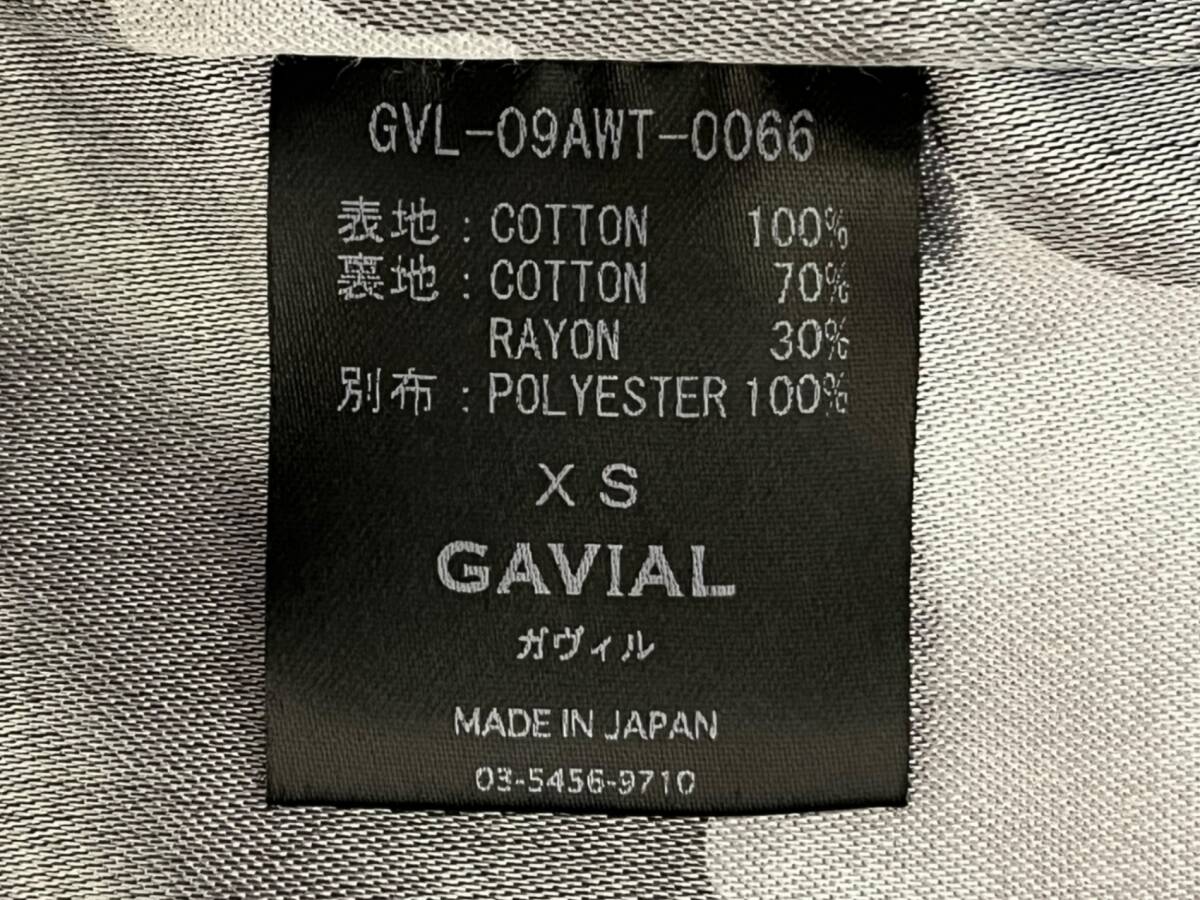 GVL-09AWT-0066
表地 : COTTON 100%
裏地 : COTTON 70%
RAYON 30%
別布 : POLYESTER 100%
XS
GAVIAL
ガヴィル
MADE IN JAPAN
03-5456-9710